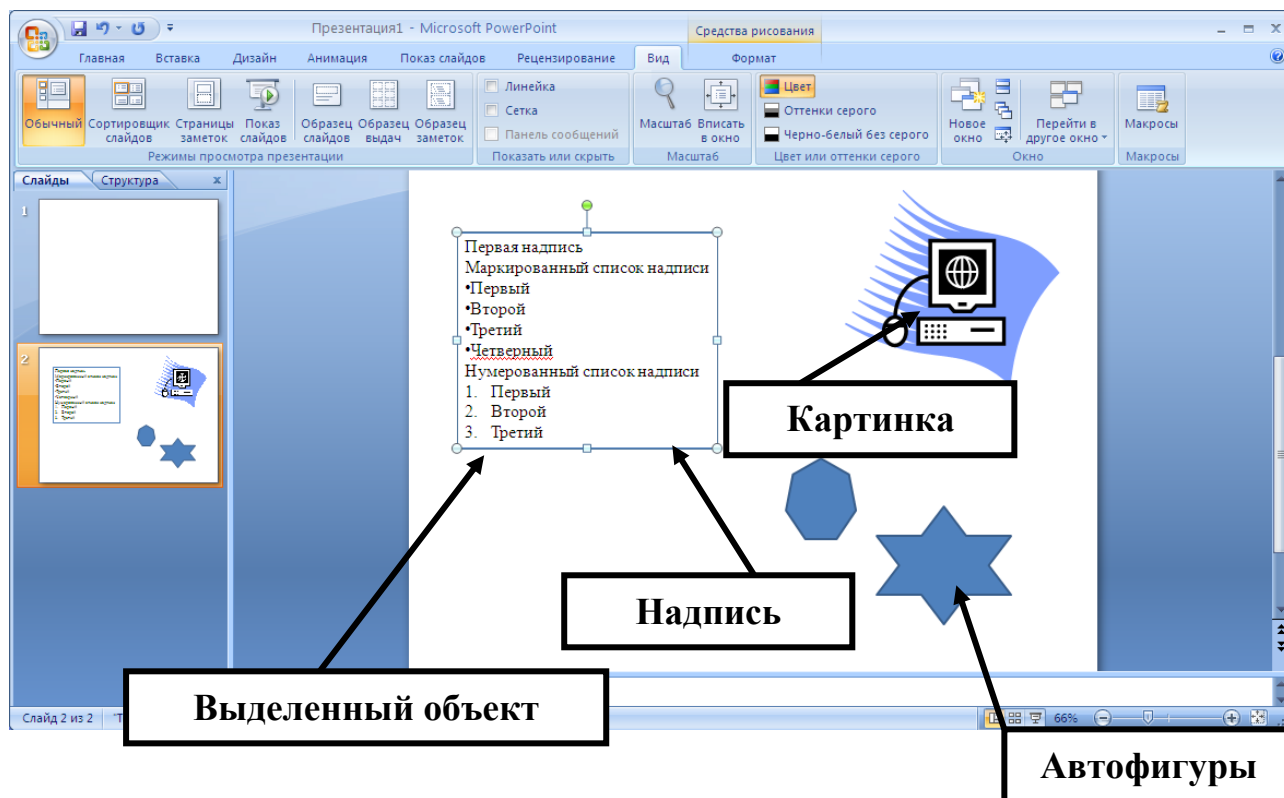 Презентация1 - Microsoft PowerPoint
Средства рисования
Главная Вставка Дизайн Анимация Показ слайдов Рецензирование Вид Формат
Обычный
Сортировщик слайдов
Страницы заметок
Показ слайдов
Образец слайдов
Образец выдач
Образец заметок
Режимы просмотра презентации
Линейка
Сетка
Панель сообщений
Показать или скрыть
Масштаб
Вписать в окно
Масштаб
Цвет
Оттенки серого
Черно-белый без серого
Цвет или оттенки серого
Новое окно
Перейти в другое окно
Окно
Макросы
Макросы
Слайды Структура x
1
2
Первая надпись
Маркированный список надписи
•Первый
•Второй
•Третий
•Четверный
Нумерованный список надписи
1. Первый
2. Второй
3. Третий
Картинка
Надпись
Выделенный объект
Автофигуры
Слайд 2 из 2
66%